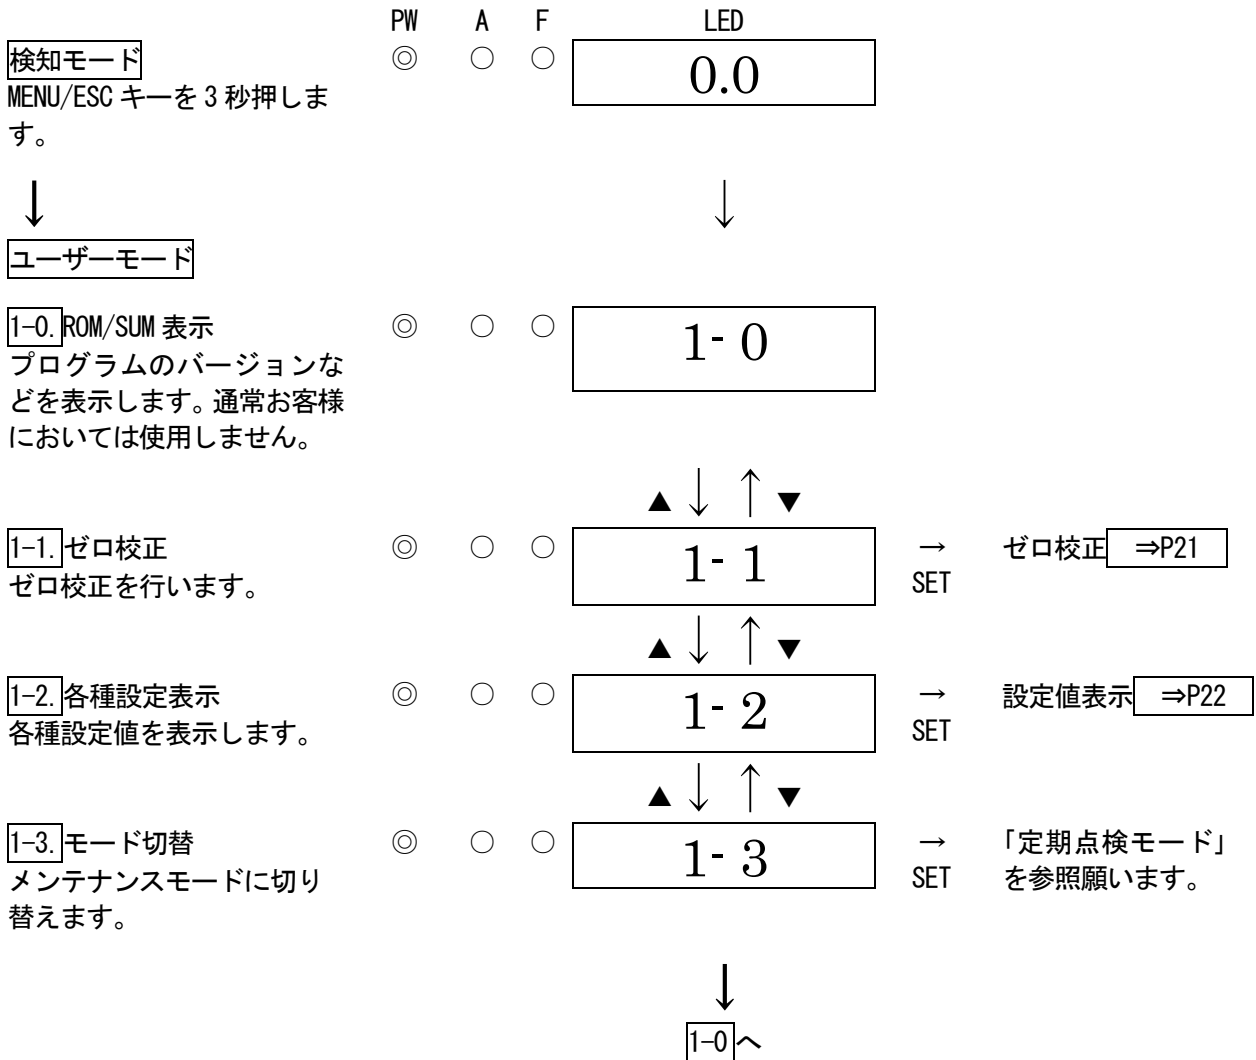 PW A F LED
検知モード ◎ ○ ○ 0.0
MENU/ESC キーを 3 秒押しま
す。
↓ ↓
ユーザーモード
1-0. ROM/SUM 表示 ◎ ○ ○ 1- 0
プログラムのバージョンな
どを表示します。通常お客様
においては使用しません。
▲ ↓ ↑ ▼
1-1. ゼロ校正 ◎ ○ ○ 1- 1 → ゼロ校正 ⇒P21
ゼロ校正を行います。 SET
▲ ↓ ↑ ▼
1-2. 各種設定表示 ◎ ○ ○ 1- 2 → 設定値表示 ⇒P22
各種設定値を表示します。 SET
▲ ↓ ↑ ▼
1-3. モード切替 ◎ ○ ○ 1- 3 → 「定期点検モード」
メンテナンスモードに切り SET を参照願います。
替えます。
↓
1-0 へ